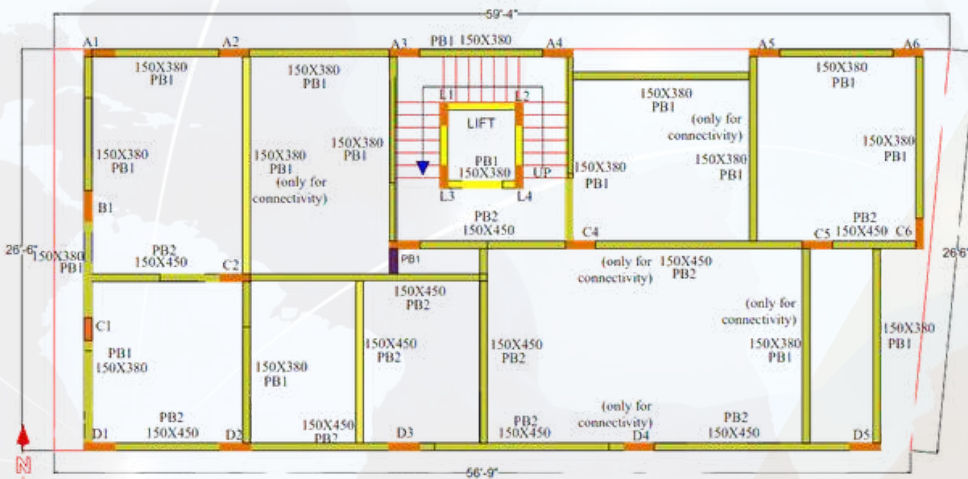 59'-4"
A1
A2
A3
PB1 150X380
A4
A5
A6
150X380
PB1
150X380
PB1
150X380
PB1
150X380
PB1
L1
L2
LIFT
PB1
150X380
L3
L4
UP
(only for
connectivity)
150X380
PB1
150X380
PB1
(only for
connectivity)
150X380
PB1
150X380
PB1
150X380
PB1
150X380
PB1
B1
26'-6"
150X380
PB1
PB2
150X450
C2
PB1
PB2
150X450
C4
C5
PB2
150X450
C6
26'6"
(only for
connectivity)
150X450
PB2
150X450
PB2
C1
PB1
150X380
150X380
PB1
150X450
PB2
150X450
PB2
(only for
connectivity)
150X380
PB1
150X380
PB1
PB2
150X450
150X450
PB2
PB2
150X450
(only for
connectivity)
PB2
150X450
D1
D2
D3
D4
D5
N
56'-9"